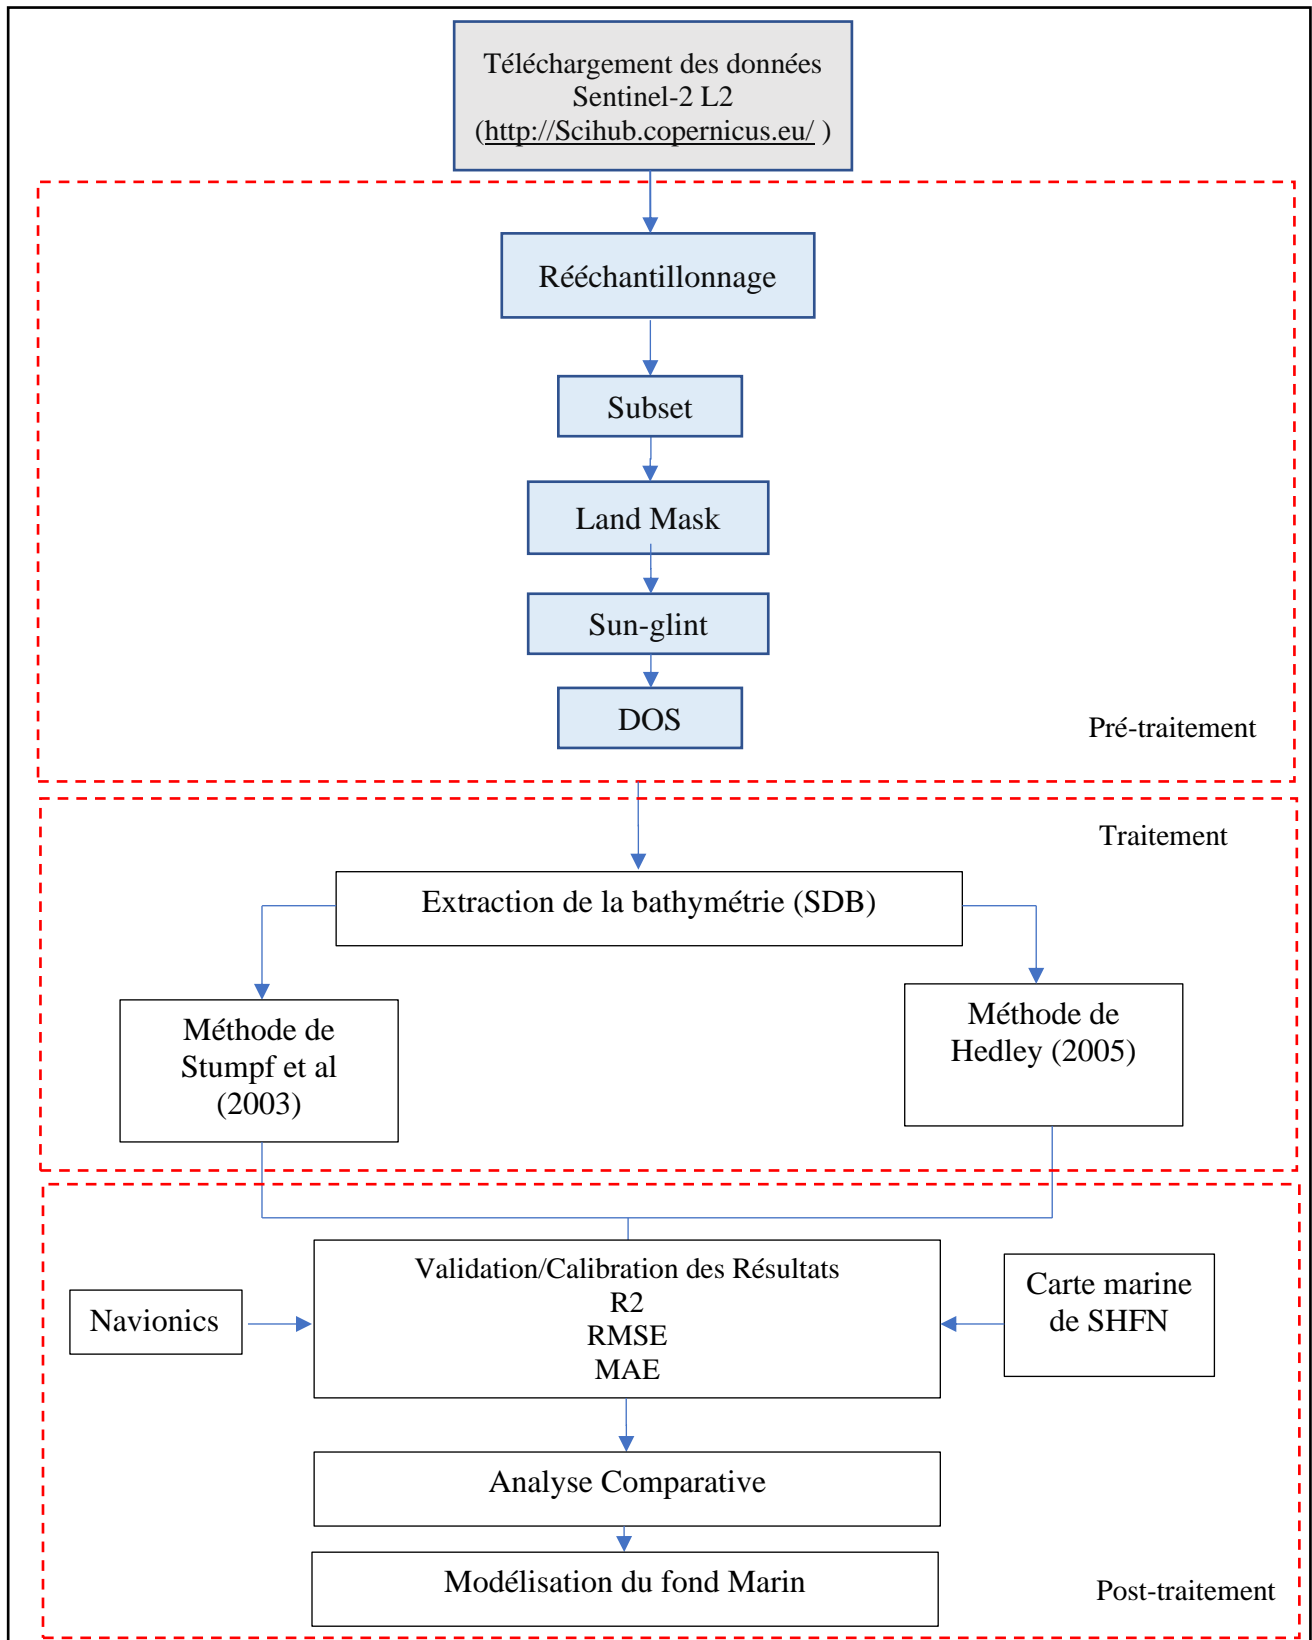 Téléchargement des données
Sentinel-2 L2
(http://Scihub.copernicus.eu/ )
Rééchantillonnage
Subset
Land Mask
Sun-glint
DOS
Pré-traitement
Traitement
Extraction de la bathymétrie (SDB)
Méthode de
Stumpf et al
(2003)
Méthode de
Hedley (2005)
Validation/Calibration des Résultats
R2
RMSE
MAE
Navionics
Carte marine
de SHFN
Analyse Comparative
Modélisation du fond Marin
Post-traitement